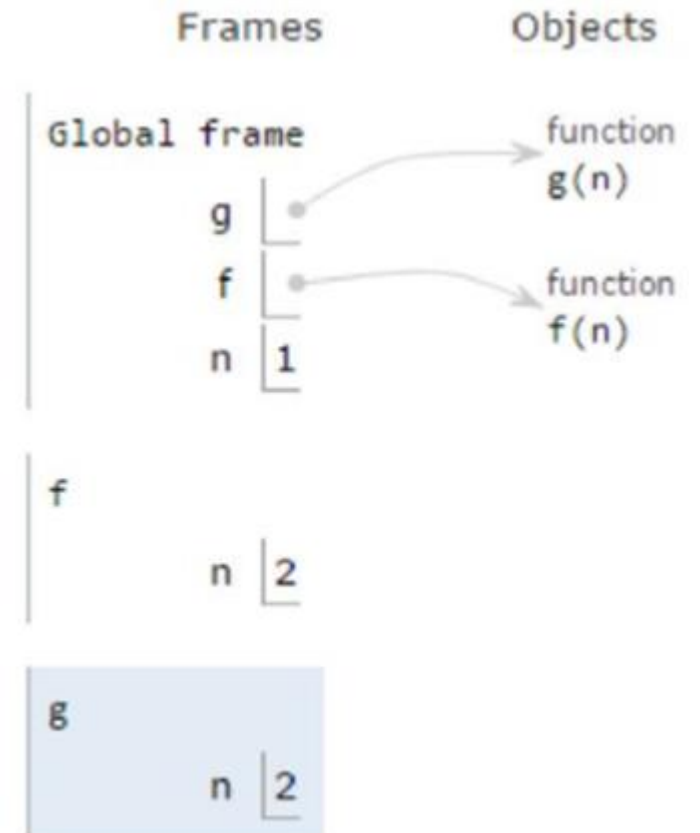 Frames Objects
Global frame
function
g(n)
g
f
function
f(n)
n 1
f
n 2
g
n 2